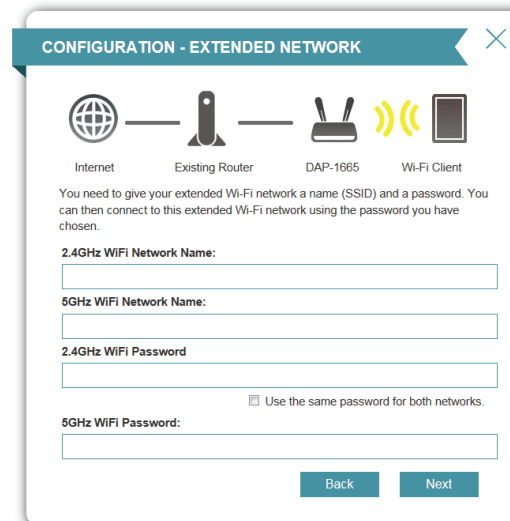 CONFIGURATION - EXTENDED NETWORK
Internet Existing Router DAP-1665 Wi-Fi Client
You need to give your extended Wi-Fi network a name (SSID) and a password. You
can then connect to this extended Wi-Fi network using the password you have
chosen.
2.4GHz WiFi Network Name:
5GHz WiFi Network Name:
2.4GHz WiFi Password
Use the same password for both networks.
5GHz WiFi Password:
Back Next